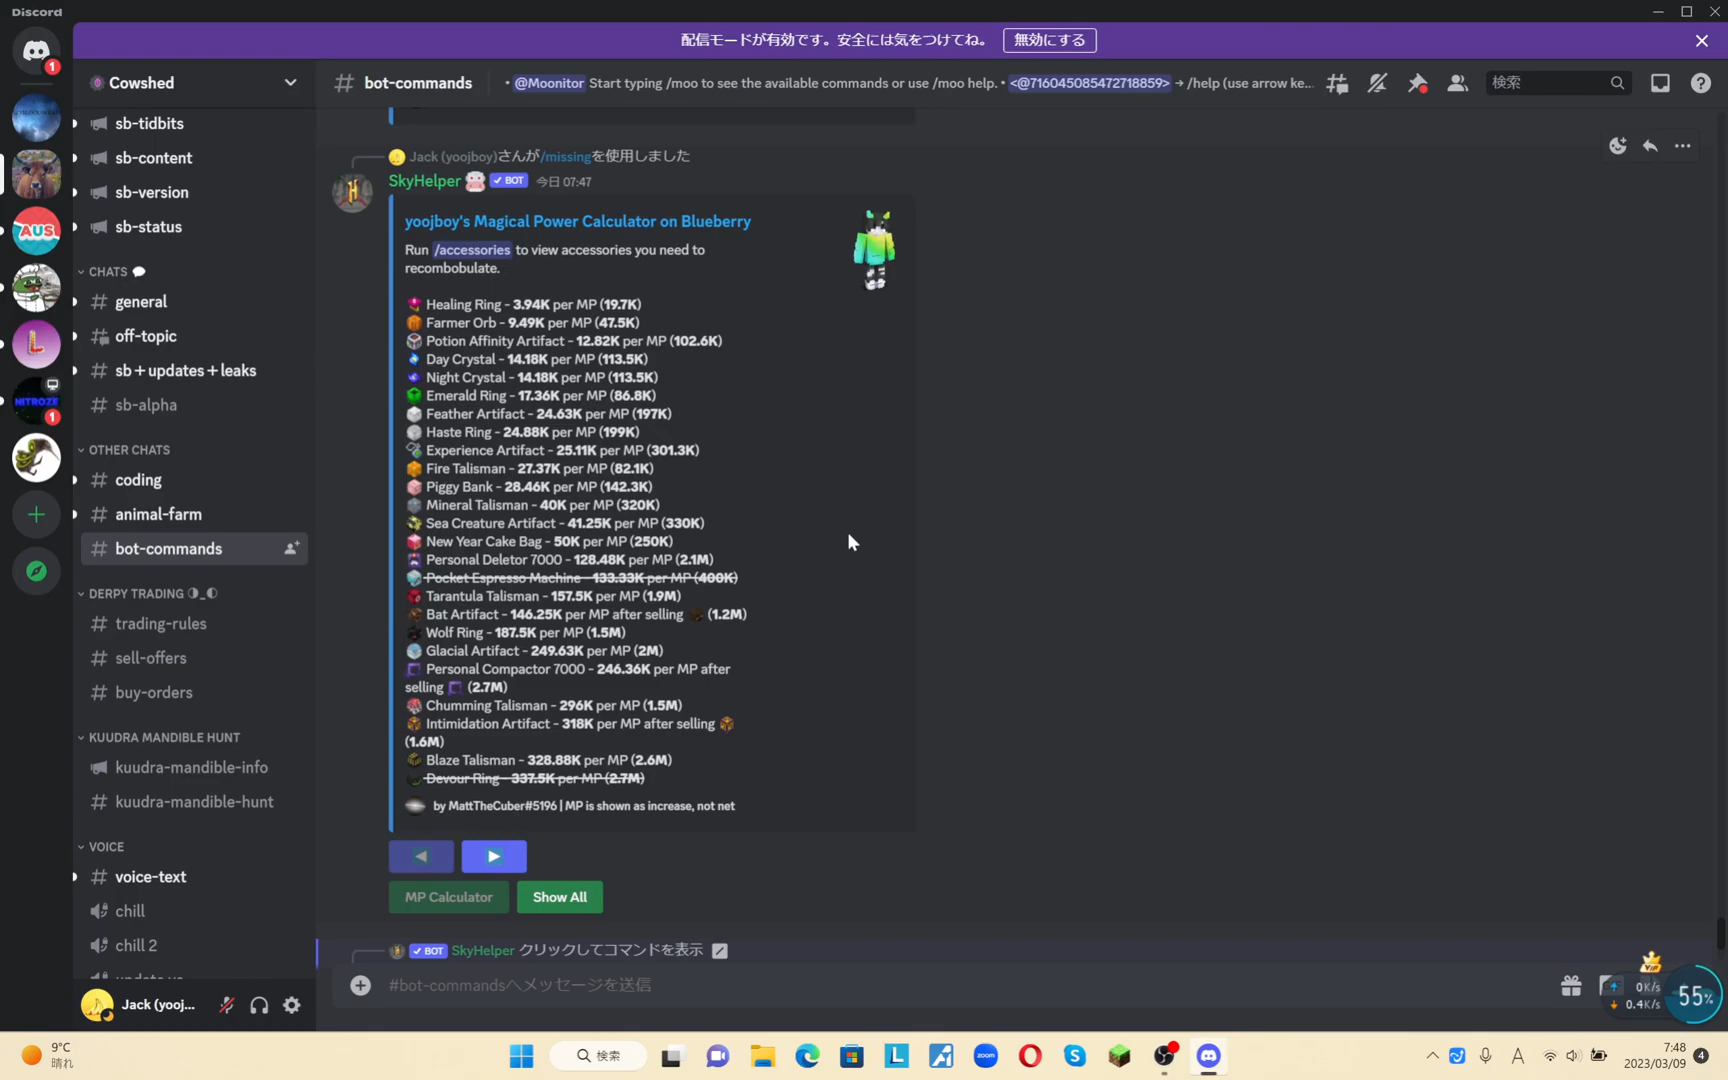 Discord
配信モードが有効です。安全には気をつけてね。 無効にする
Cowshed
bot-commands
• @Moonitor Start typing /moo to see the available commands or use /moo help. • <@716045085472718859> → /help (use arrow ke...
検索
1
sb-tidbits
sb-content
sb-version
sb-status
AUS
CHATS
general
off-topic
sb+updates+leaks
sb-alpha
L
NITROZE
1
OTHER CHATS
coding
animal-farm
bot-commands
DERPY TRADING
trading-rules
sell-offers
buy-orders
KUUDRA MANDIBLE HUNT
kuudra-mandible-info
kuudra-mandible-hunt
VOICE
voice-text
chill
chill 2
Jack (yooj...
Jack (yoojboy)さんが/missingを使用しました
SkyHelper BOT 今日 07:47
yoojboy's Magical Power Calculator on Blueberry
Run /accessories to view accessories you need to
recombobulate.
Healing Ring - 3.94K per MP (19.7K)
Farmer Orb - 9.49K per MP (47.5K)
Potion Affinity Artifact - 12.82K per MP (102.6K)
Day Crystal - 14.18K per MP (113.5K)
Night Crystal - 14.18K per MP (113.5K)
Emerald Ring - 17.36K per MP (86.8K)
Feather Artifact - 24.63K per MP (197K)
Haste Ring - 24.88K per MP (199K)
Experience Artifact - 25.11K per MP (301.3K)
Fire Talisman - 27.37K per MP (82.1K)
Piggy Bank - 28.46K per MP (142.3K)
Mineral Talisman - 40K per MP (320K)
Sea Creature Artifact - 41.25K per MP (330K)
New Year Cake Bag - 50K per MP (250K)
Personal Deletor 7000 - 128.48K per MP (2.1M)
Pocket Espresso Machine - 133.33K per MP (400K)
Tarantula Talisman - 157.5K per MP (1.9M)
Bat Artifact - 146.25K per MP after selling (1.2M)
Wolf Ring - 187.5K per MP (1.5M)
Glacial Artifact - 249.63K per MP (2M)
Personal Compactor 7000 - 246.36K per MP after
selling (2.7M)
Chumming Talisman - 296K per MP (1.5M)
Intimidation Artifact - 318K per MP after selling
(1.6M)
Blaze Talisman - 328.88K per MP (2.6M)
Devour Ring - 337.5K per MP (2.7M)
by MattTheCuber#5196 | MP is shown as increase, not net
MP Calculator
Show All
BOT SkyHelper クリックしてコマンドを表示
#bot-commandsへメッセージを送信
0K/s
0.4K/s
55%
9°C
晴れ
検索
L
zoom
A
7:48
2023/03/09
4